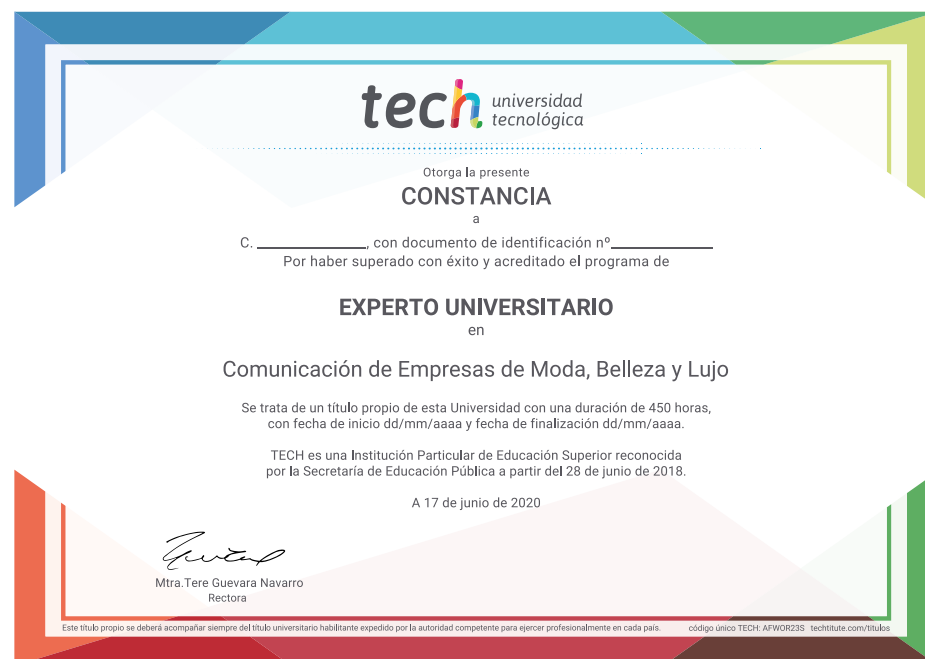 tech universidad
tecnológica
Otorga la presente
CONSTANCIA
a
C. ____________, con documento de identificación nº____________
Por haber superado con éxito y acreditado el programa de
EXPERTO UNIVERSITARIO
en
Comunicación de Empresas de Moda, Belleza y Lujo
Se trata de un título propio de esta Universidad con una duración de 450 horas,
con fecha de inicio dd/mm/aaaa y fecha de finalización dd/mm/aaaa.
TECH es una Institución Particular de Educación Superior reconocida
por la Secretaría de Educación Pública a partir del 28 de junio de 2018.
A 17 de junio de 2020
Mtra.Tere Guevara Navarro
Rectora
Este título propio se deberá acompañar siempre del título universitario habilitante expedido por la autoridad competente para ejercer profesionalmente en cada país. código único TECH: AFWOR23S techtitute.com/titulos